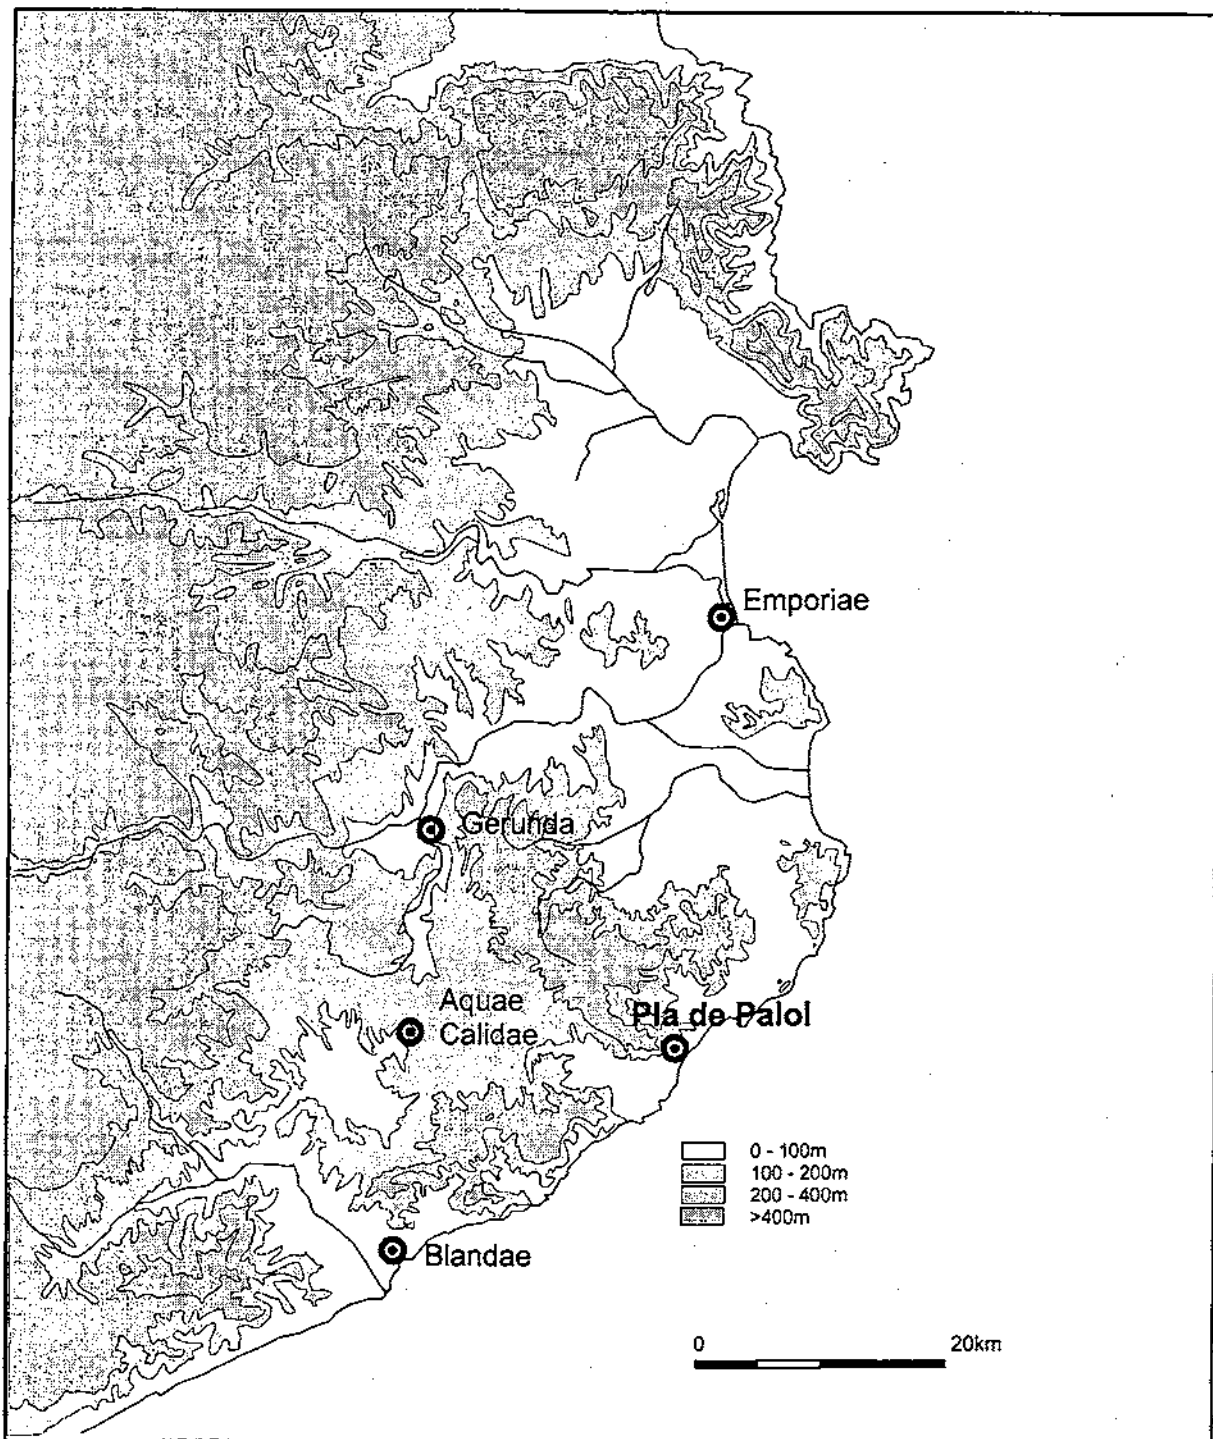 Emporiae
Gerunda
Aquae
Calidae
Pla de Palol
0 - 100m
100 - 200m
200 - 400m
>400m
Blandae
0 20km